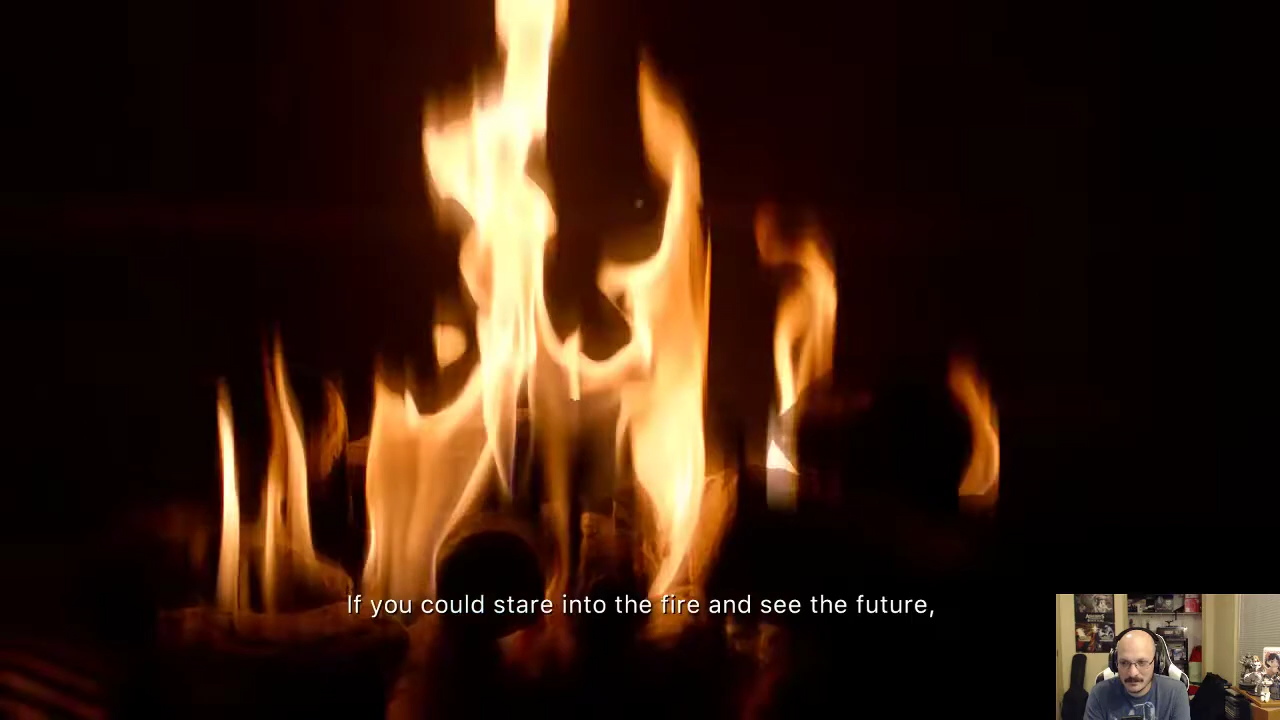 If you could stare into the fire and see the future,